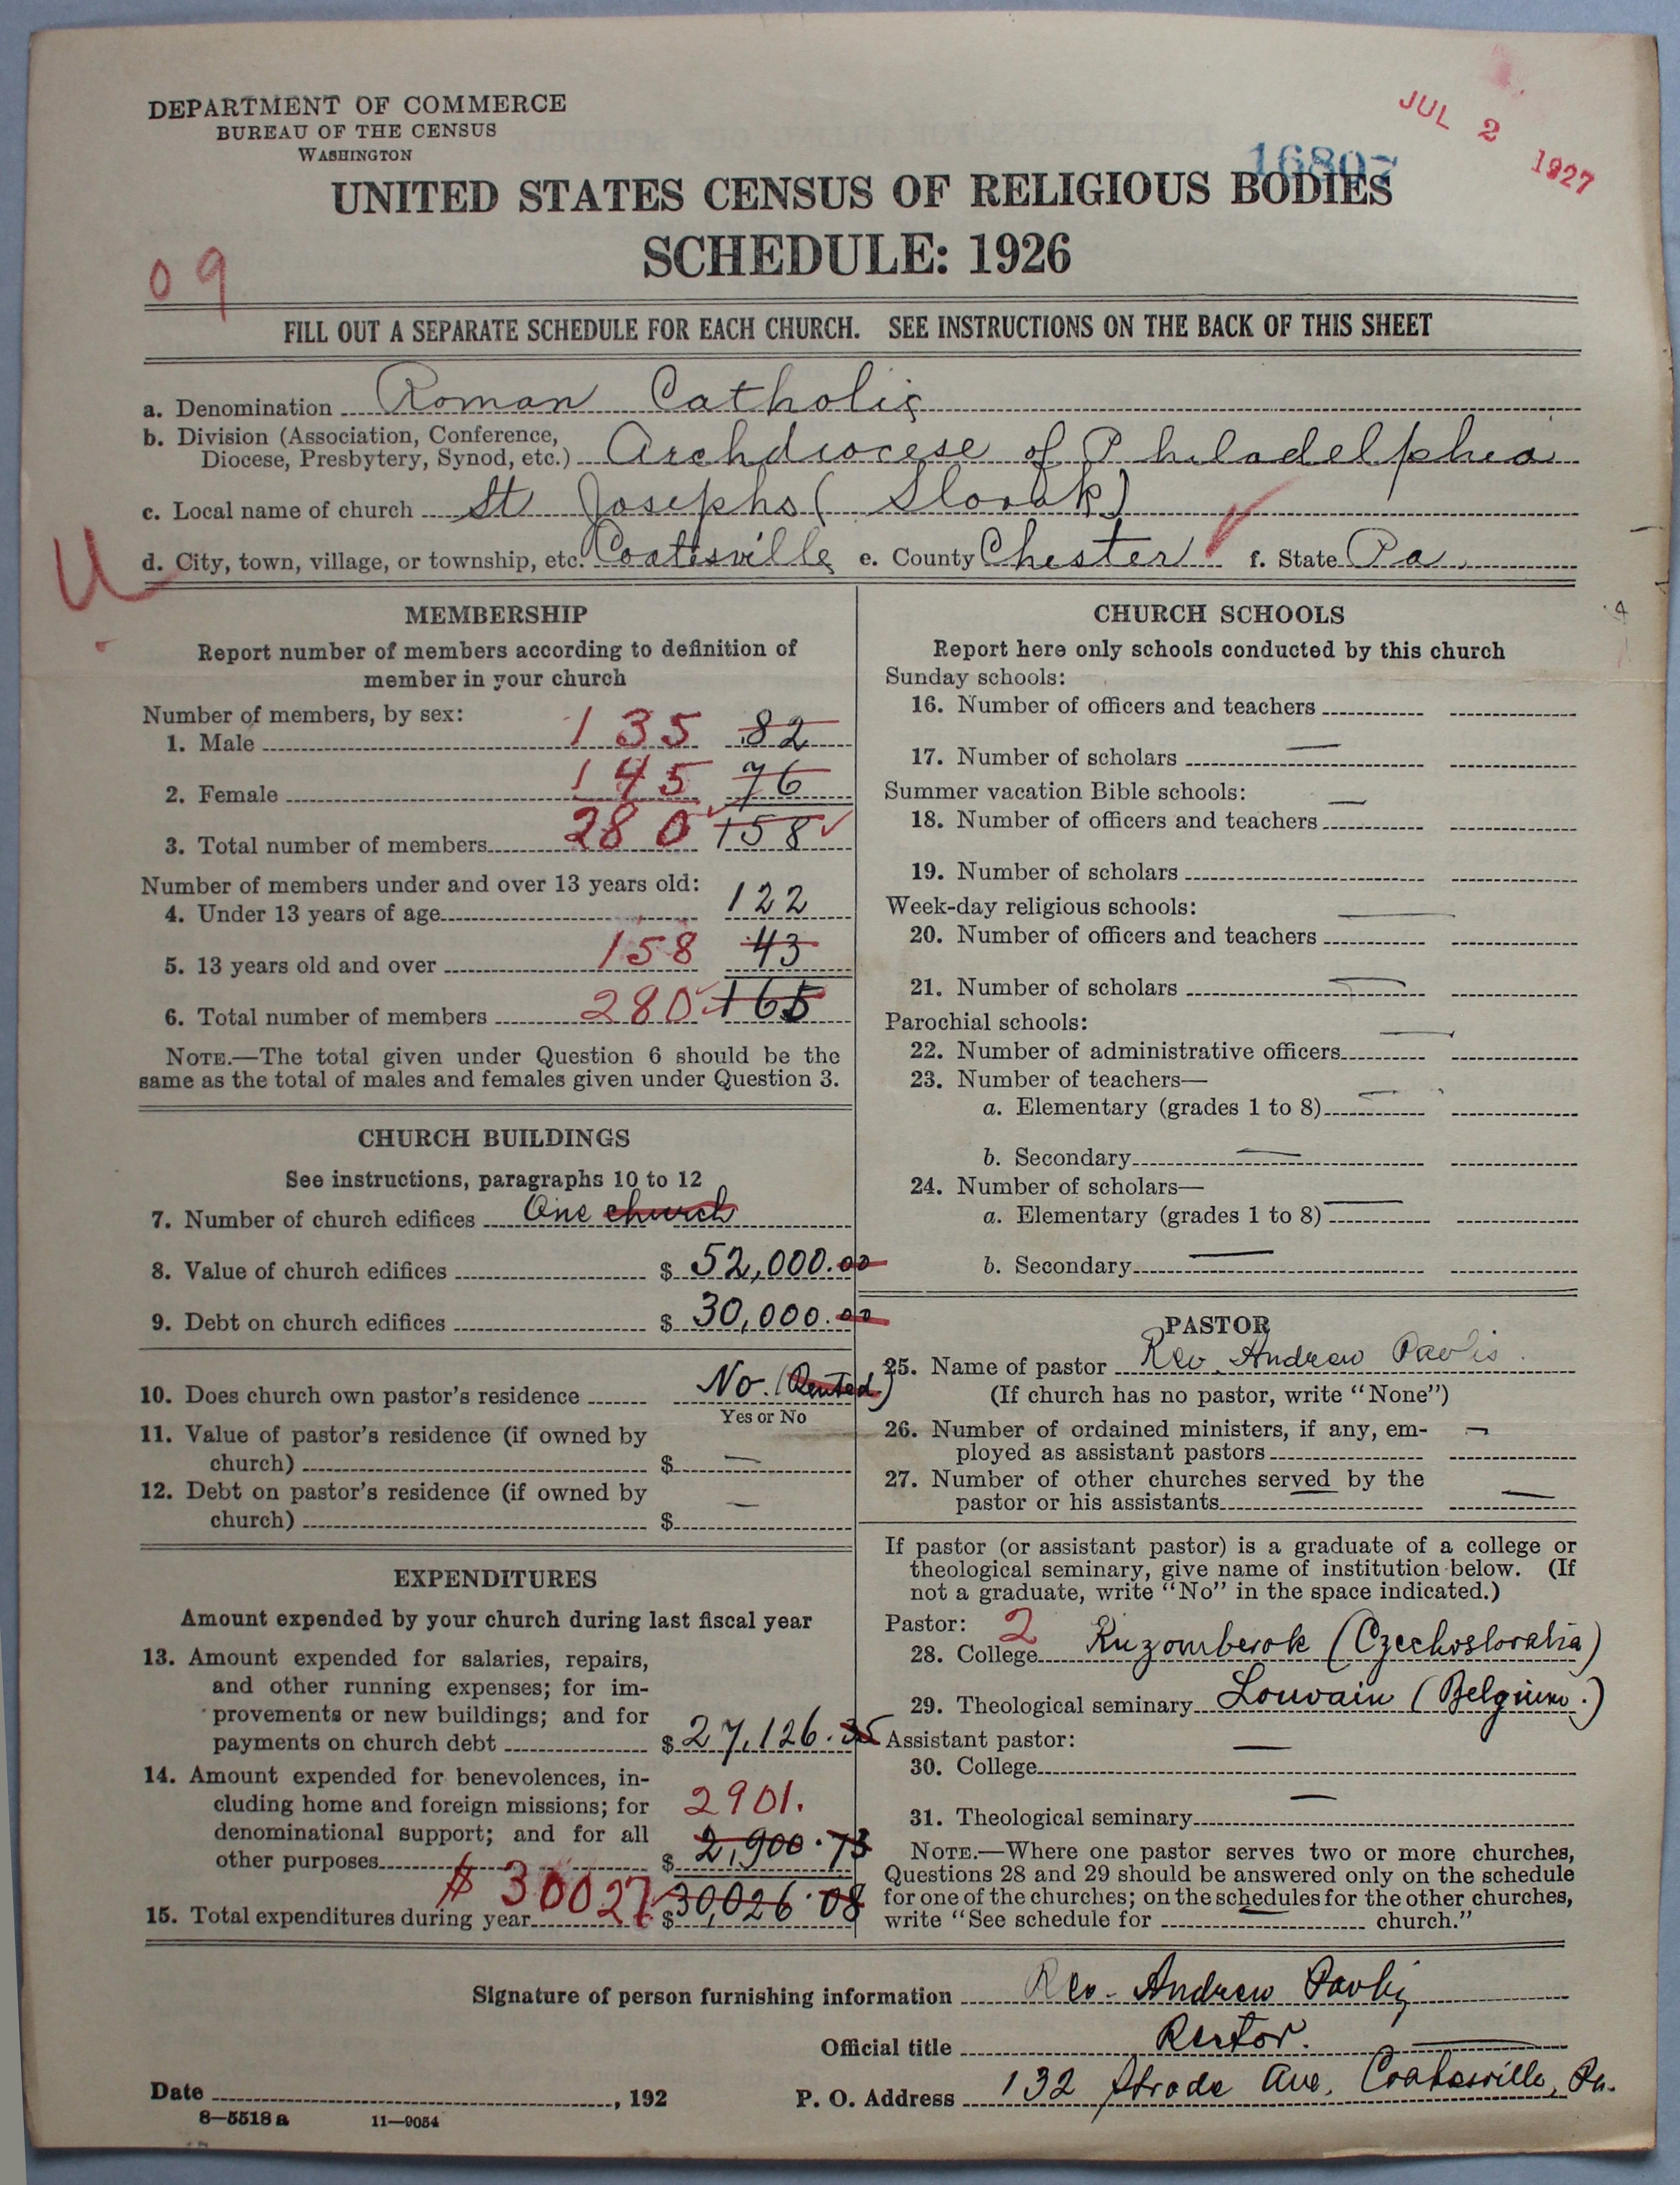 DEPARTMENT OF COMMERCE
BUREAU OF THE CENSUS
WASHINGTON
JUL 2 1927
16807
UNITED STATES CENSUS OF RELIGIOUS BODIES
SCHEDULE: 1926
09
FILL OUT A SEPARATE SCHEDULE FOR EACH CHURCH. SEE INSTRUCTIONS ON THE BACK OF THIS SHEET
a. Denomination Roman Catholic
b. Division (Association, Conference,
Diocese, Presbytery, Synod, etc.) Archdiocese of Philadelphia
c. Local name of church St Josephs (Slovak)
U d. City, town, village, or township, etc. Coatesville e. County Chester f. State Pa.
MEMBERSHIP
Report number of members according to definition of
member in your church
Number of members, by sex:
1. Male 135 82
2. Female 145 76
3. Total number of members 280 158
Number of members under and over 13 years old:
4. Under 13 years of age 122
5. 13 years old and over 158 43
6. Total number of members 280 165
NOTE.—The total given under Question 6 should be the
same as the total of males and females given under Question 3.
CHURCH BUILDINGS
See instructions, paragraphs 10 to 12
7. Number of church edifices One church
8. Value of church edifices $ 52,000.00
9. Debt on church edifices $ 30,000.00
10. Does church own pastor's residence No. (Rented)
Yes or No
11. Value of pastor's residence (if owned by
church) $ —
12. Debt on pastor's residence (if owned by
church) $ —
EXPENDITURES
Amount expended by your church during last fiscal year
13. Amount expended for salaries, repairs,
and other running expenses; for im-
provements or new buildings; and for
payments on church debt $ 27,126.35
14. Amount expended for benevolences, in-
cluding home and foreign missions; for 2901.
denominational support; and for all
other purposes $ 2,900.73
15. Total expenditures during year $30027 $ 30,026.08
CHURCH SCHOOLS
Report here only schools conducted by this church
Sunday schools:
16. Number of officers and teachers
17. Number of scholars —
Summer vacation Bible schools:
18. Number of officers and teachers —
19. Number of scholars
Week-day religious schools:
20. Number of officers and teachers —
21. Number of scholars —
Parochial schools:
22. Number of administrative officers —
23. Number of teachers—
a. Elementary (grades 1 to 8) —
b. Secondary —
24. Number of scholars—
a. Elementary (grades 1 to 8) —
b. Secondary —
PASTOR
25. Name of pastor Rev. Andrew Pavlis
(If church has no pastor, write "None")
26. Number of ordained ministers, if any, em-
ployed as assistant pastors —
27. Number of other churches served by the
pastor or his assistants —
If pastor (or assistant pastor) is a graduate of a college or
theological seminary, give name of institution below. (If
not a graduate, write "No" in the space indicated.)
Pastor: 2
28. College Ruzomberok (Czechoslovakia)
29. Theological seminary Louvain (Belgium.)
Assistant pastor:
30. College —
31. Theological seminary —
NOTE.—Where one pastor serves two or more churches,
Questions 28 and 29 should be answered only on the schedule
for one of the churches; on the schedules for the other churches,
write "See schedule for — church."
Signature of person furnishing information Rev. Andrew Pavlis
Official title Rector.
Date , 192
P. O. Address 132 Strode Ave. Coatesville, Pa.
8—5518a 11—9054